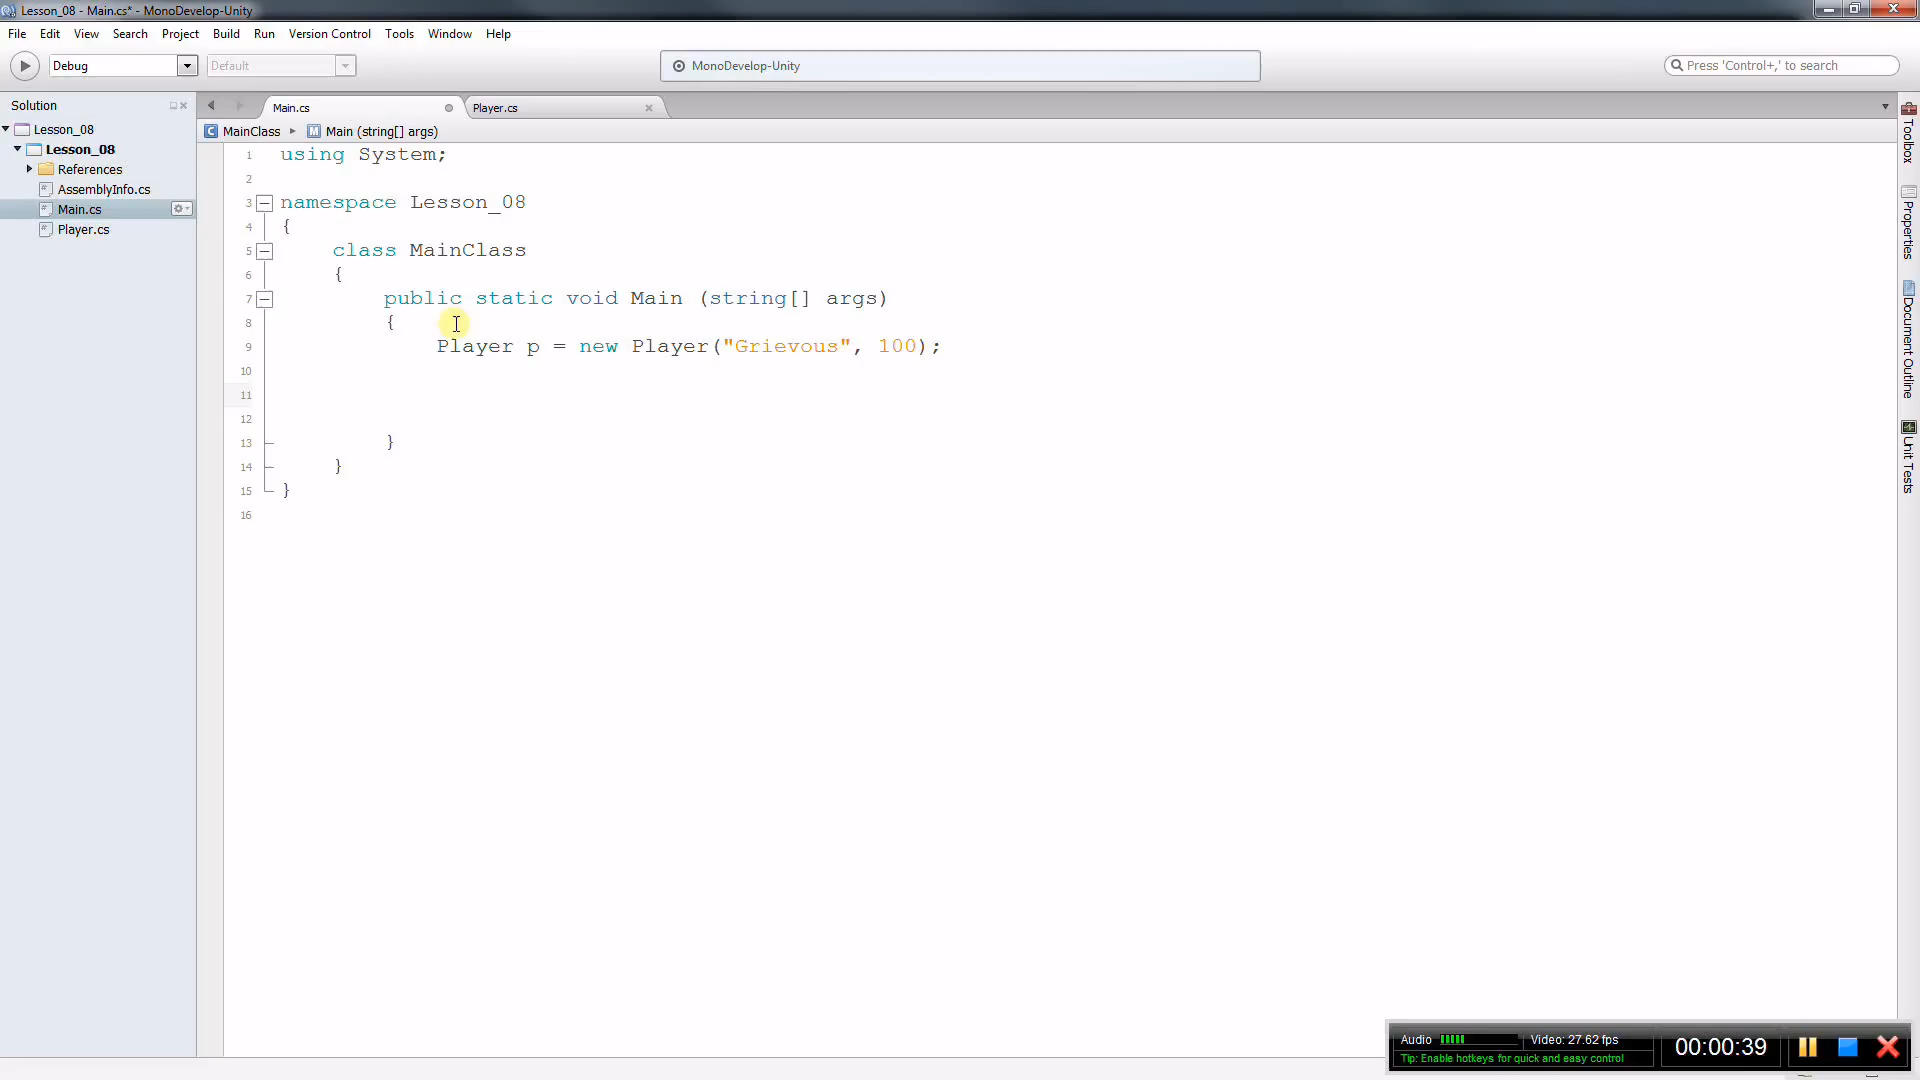 Lesson_08 - Main.cs* - MonoDevelop-Unity
File Edit View Search Project Build Run Version Control Tools Window Help
Debug Default MonoDevelop-Unity Press 'Control+,' to search
Solution
Lesson_08
Lesson_08
References
AssemblyInfo.cs
Main.cs
Player.cs
Main.cs Player.cs
MainClass Main (string[] args)
1 using System;
2
3 namespace Lesson_08
4 {
5 class MainClass
6 {
7 public static void Main (string[] args)
8 {
9 Player p = new Player("Grievous", 100);
10
11
12
13 }
14 }
15 }
16
Toolbox
Properties
Document Outline
Unit Tests
Audio Video: 27.62 fps
Tip: Enable hotkeys for quick and easy control
00:00:39